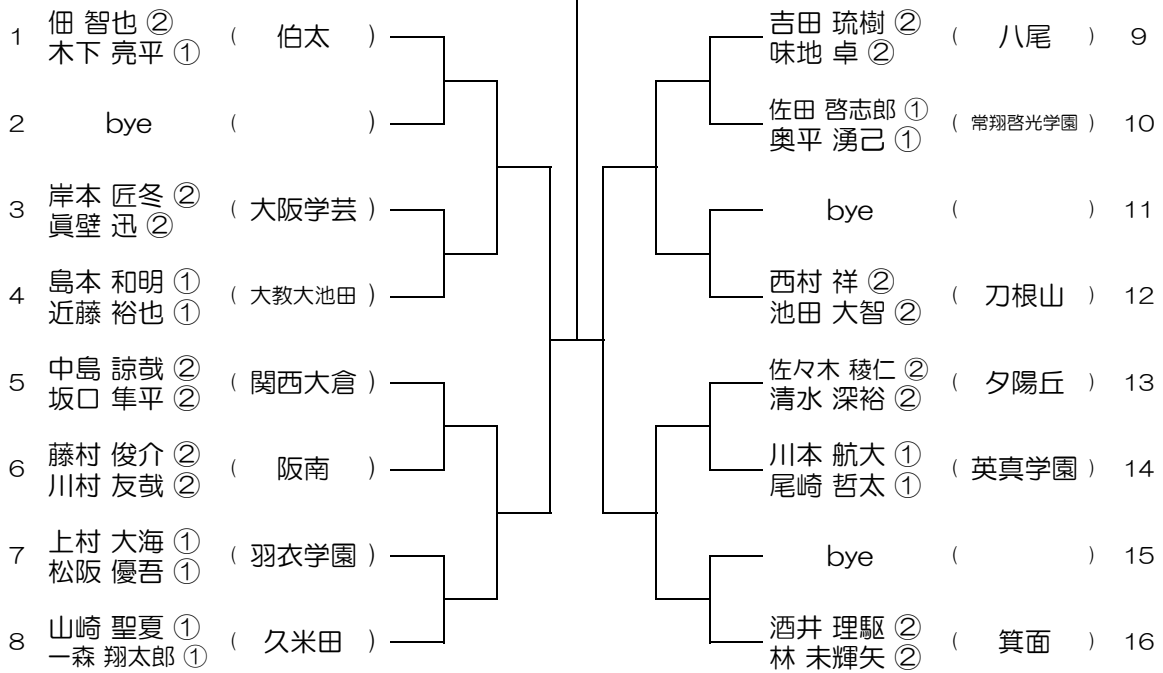 1 佃 智也 ② ( 伯太 )
木下 亮平 ①
2 bye ( )
3 岸本 匠冬 ② ( 大阪学芸 )
眞壁 迅 ②
4 島本 和明 ① ( 大教大池田 )
近藤 裕也 ①
5 中島 諒哉 ② ( 関西大倉 )
坂口 隼平 ②
6 藤村 俊介 ② ( 阪南 )
川村 友哉 ②
7 上村 大海 ① ( 羽衣学園 )
松阪 優吾 ①
8 山崎 聖夏 ① ( 久米田 )
一森 翔太郎 ①
吉田 琉樹 ② ( 八尾 ) 9
味地 卓 ②
佐田 啓志郎 ① ( 常翔啓光学園 ) 10
奥平 湧己 ①
bye ( ) 11
西村 祥 ② ( 刀根山 ) 12
池田 大智 ②
佐々木 稜仁 ② ( 夕陽丘 ) 13
清水 深裕 ②
川本 航大 ① ( 英真学園 ) 14
尾崎 哲太 ①
bye ( ) 15
酒井 理駆 ② ( 箕面 ) 16
林 未輝矢 ②